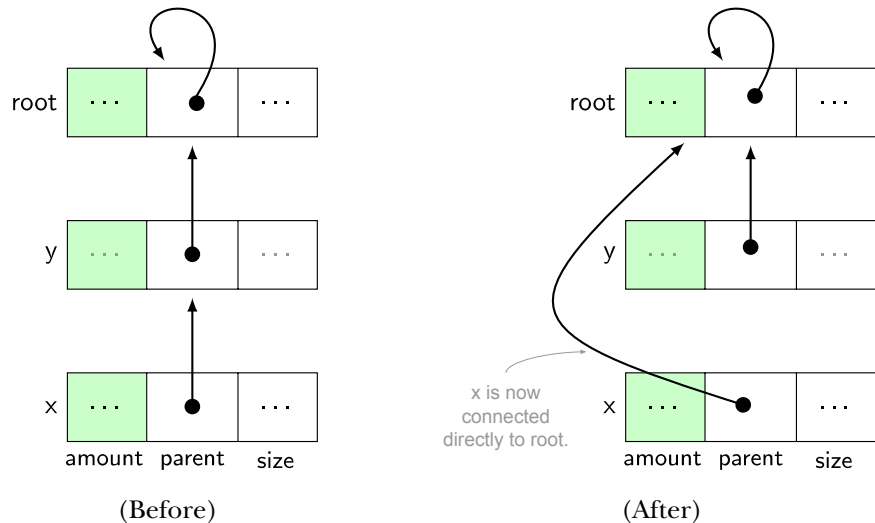 root ... ... root ... ...
y ... ... y ... ...
x ... ... x ... ...
x is now
connected
directly to root.
amount parent size amount parent size
(Before) (After)